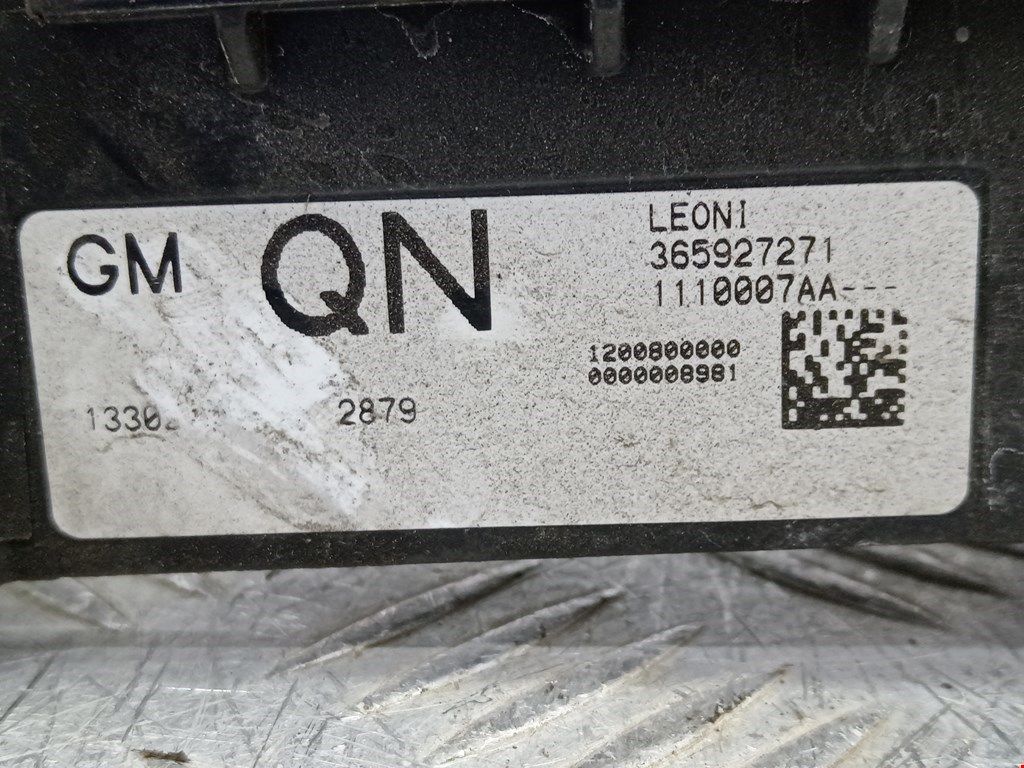 GM QN
LEONI
365927271
1110007AA---
1200800000
0000008981
2879